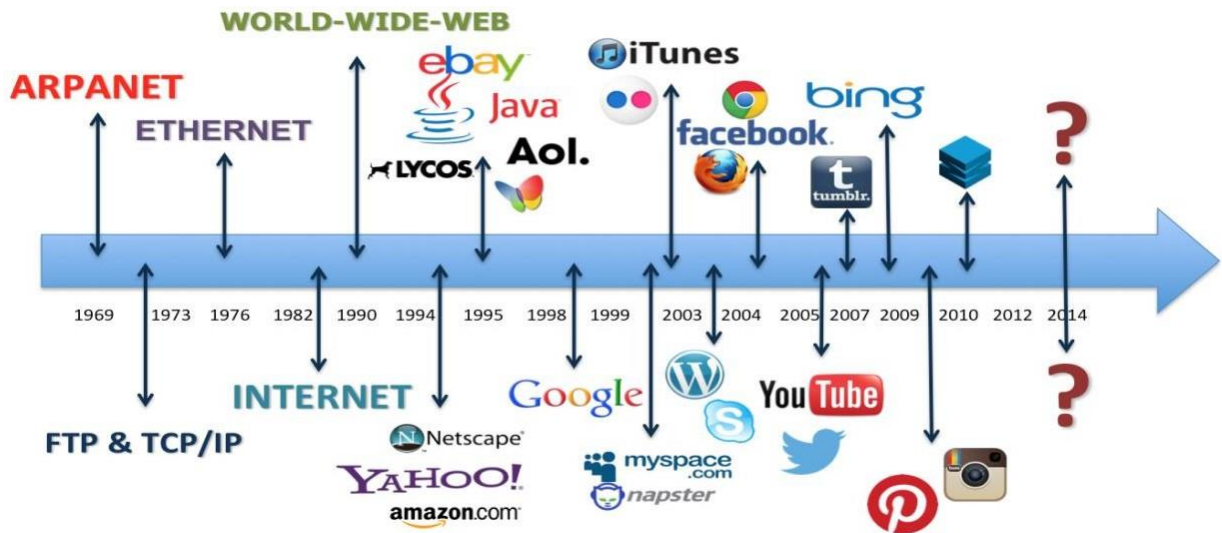 WORLD-WIDE-WEB
ebay
iTunes
ARPANET
Java
bing
?
ETHERNET
facebook
LYCOS
Aol.
t
tumblr.
1969 1973 1976 1982 1990 1994 1995 1998 1999 2003 2004 2005 2007 2009 2010 2012 2014
INTERNET
Google
W
S
YouTube
?
FTP & TCP/IP
N Netscape
YAHOO!
myspace
.com
napster
amazon.com
P